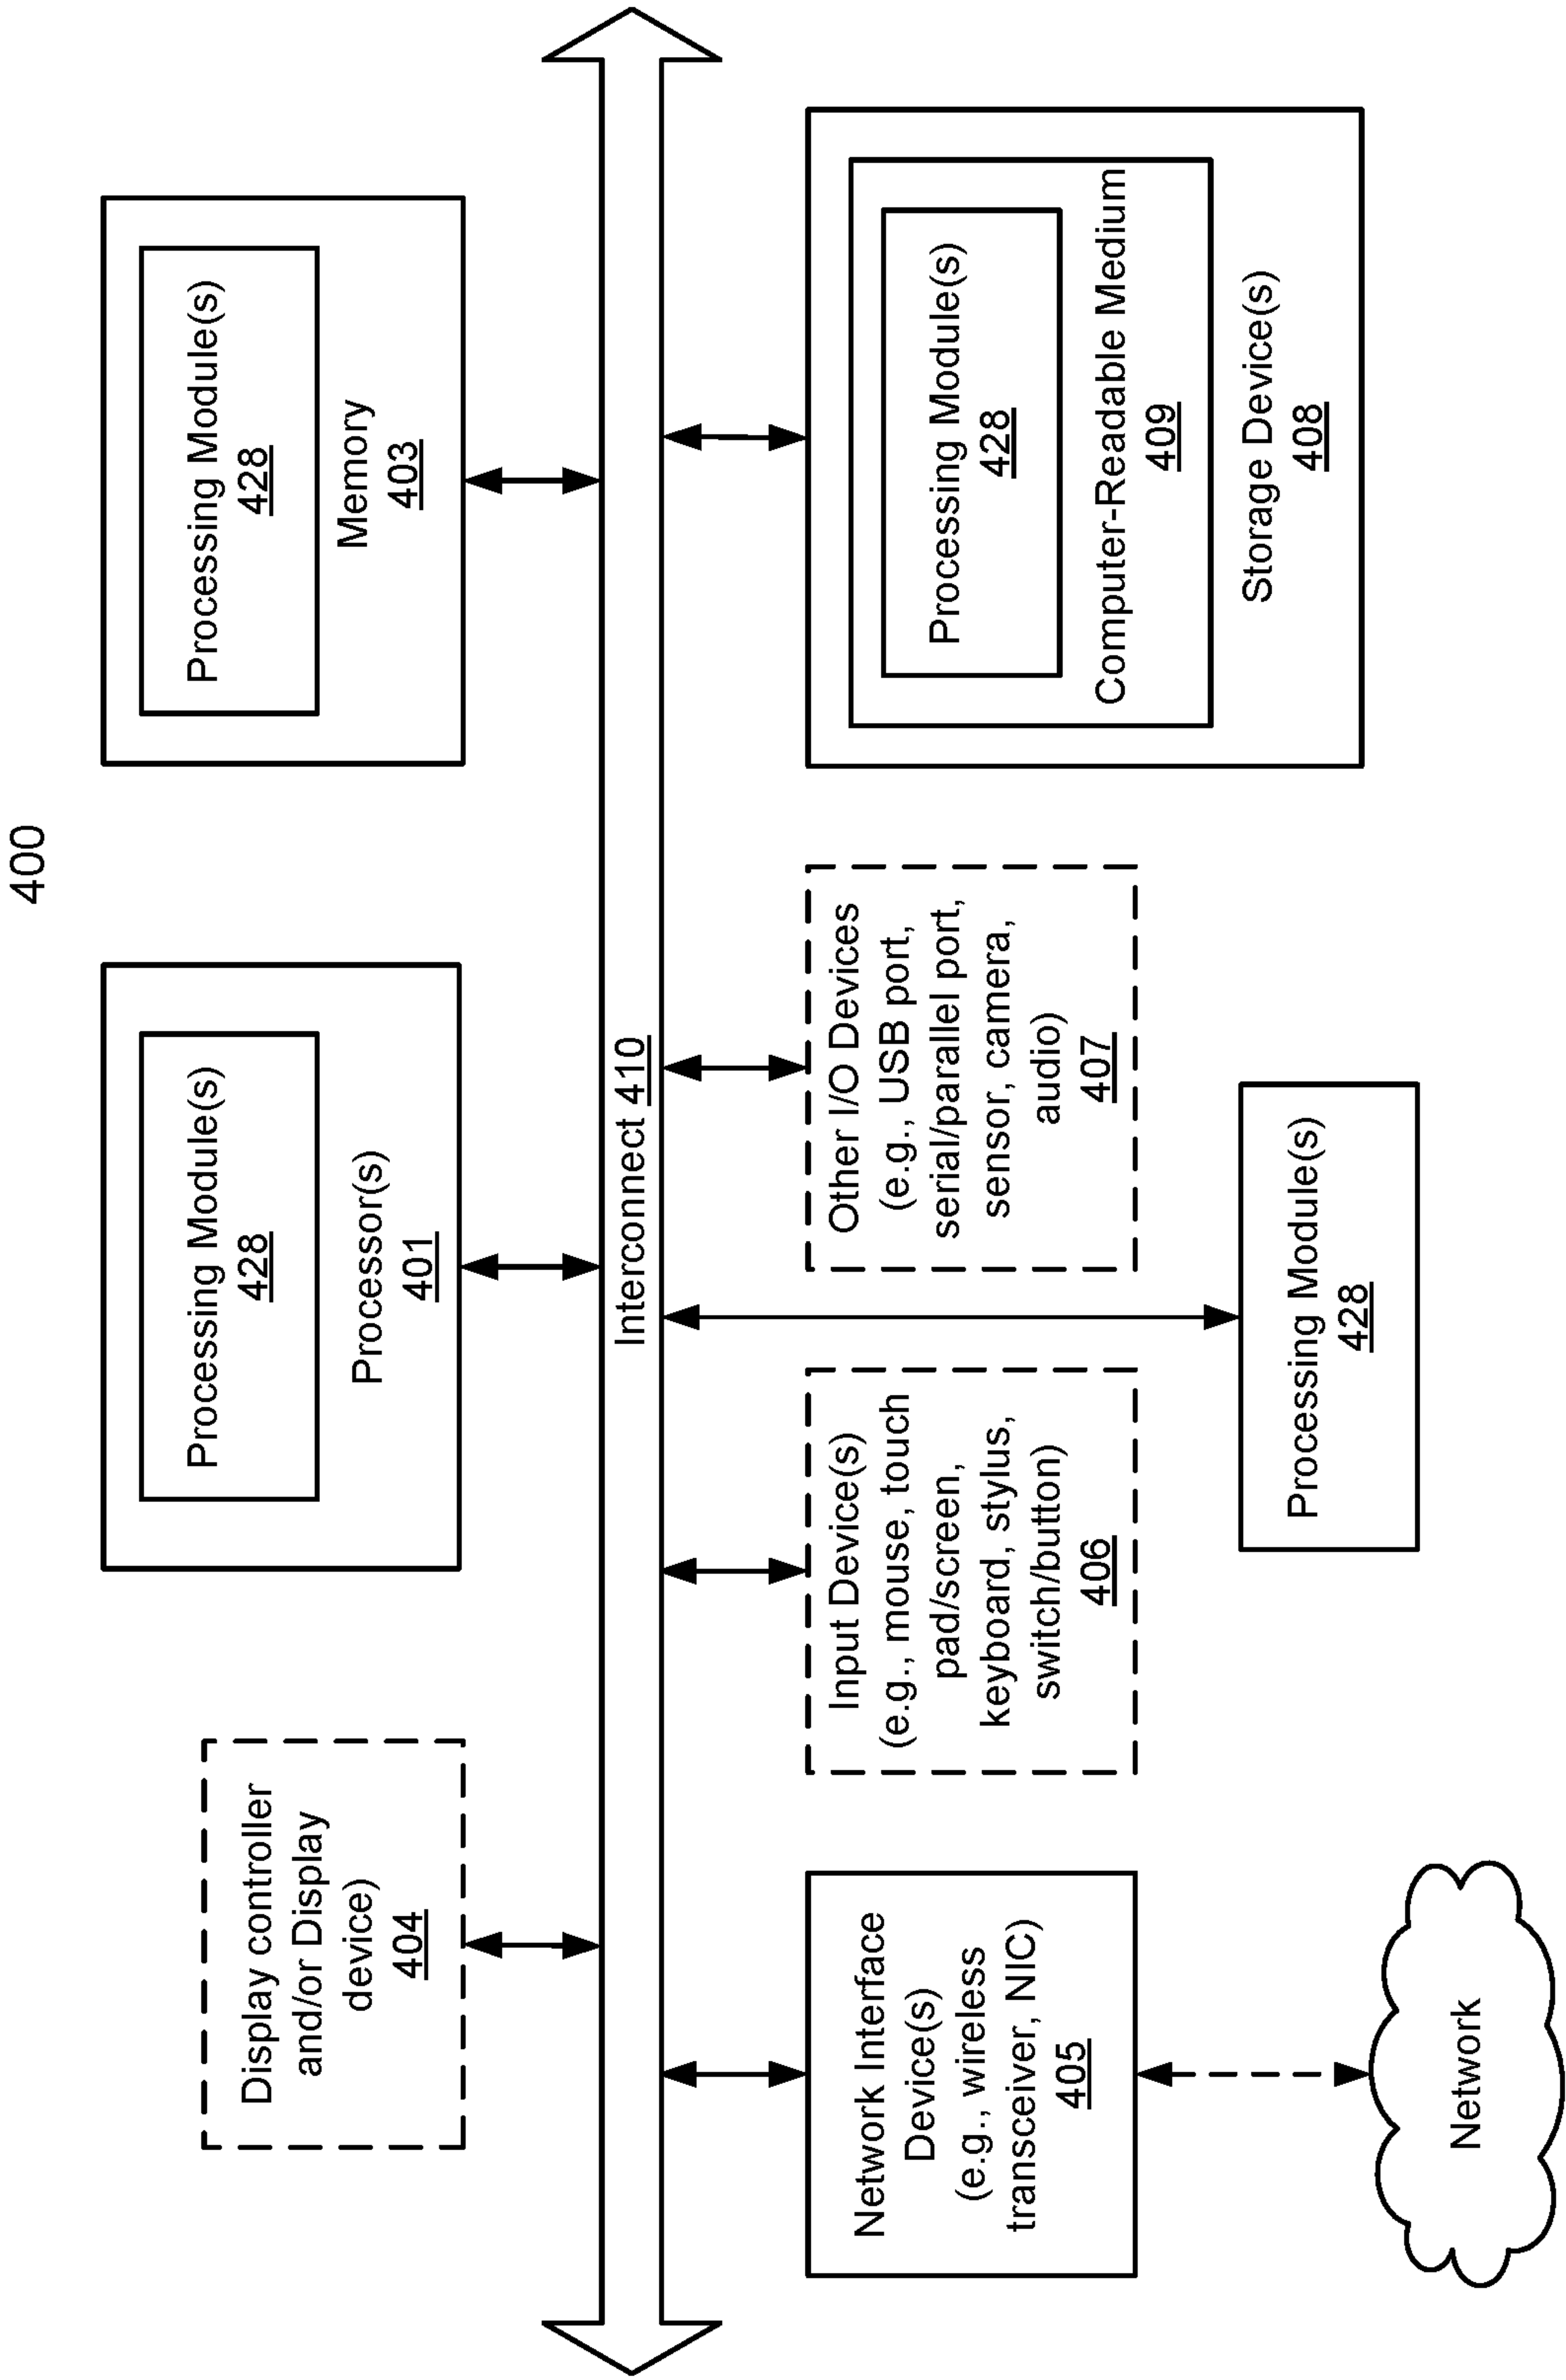 400
Display controller
and/or Display
device)
404
Processing Module(s)
428
Processor(s)
401
Processing Module(s)
428
Memory
403
Interconnect 410
Network Interface
Device(s)
(e.g., wireless
transceiver, NIC)
405
Input Device(s)
(e.g., mouse, touch
pad/screen,
keyboard, stylus,
switch/button)
406
Other I/O Devices
(e.g., USB port,
serial/parallel port,
sensor, camera,
audio)
407
Processing Module(s)
428
Computer-Readable Medium
409
Storage Device(s)
408
Processing Module(s)
428
Network